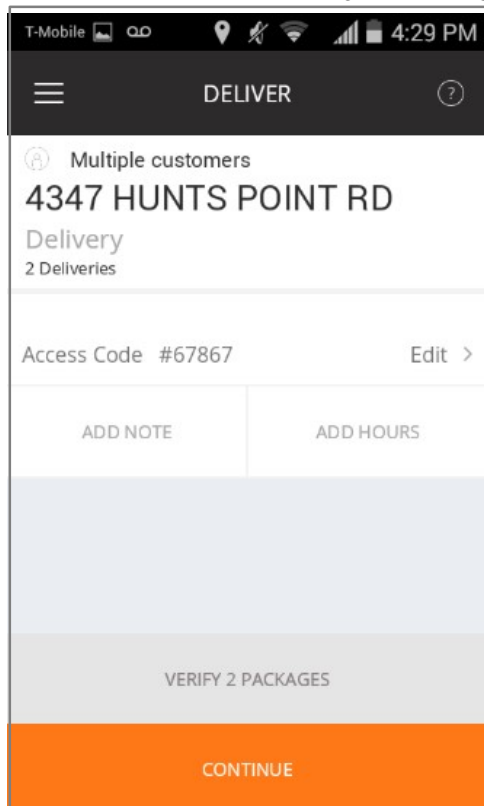 T-Mobile 4:29 PM
DELIVER ?
Multiple customers
4347 HUNTS POINT RD
Delivery
2 Deliveries
Access Code #67867 Edit >
ADD NOTE ADD HOURS
VERIFY 2 PACKAGES
CONTINUE